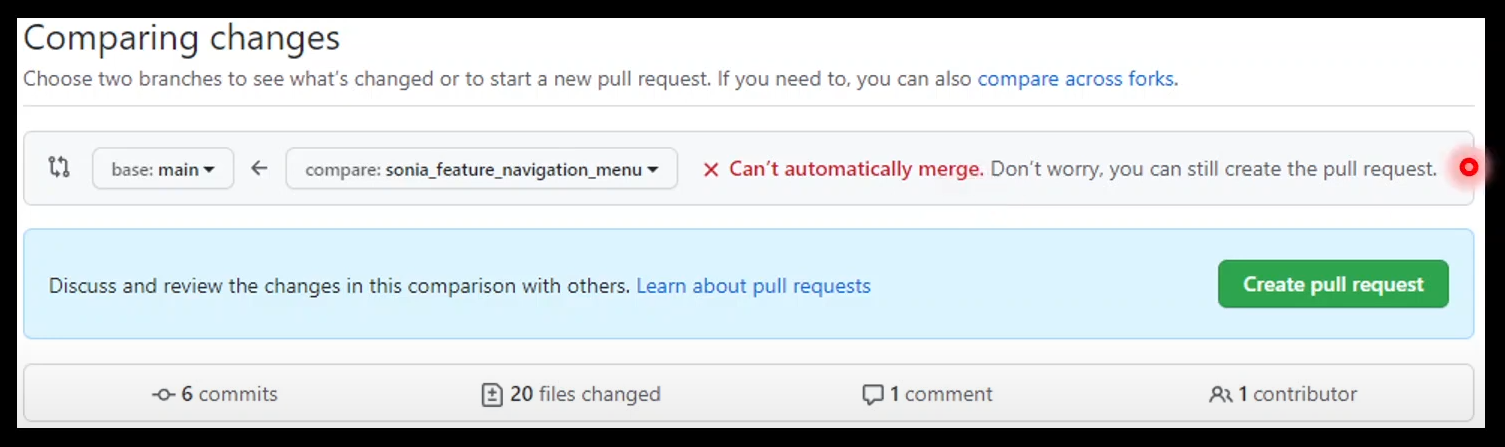 Comparing changes
Choose two branches to see what's changed or to start a new pull request. If you need to, you can also compare across forks.
base: main compare: sonia_feature_navigation_menu Can't automatically merge. Don't worry, you can still create the pull request.
Discuss and review the changes in this comparison with others. Learn about pull requests Create pull request
6 commits 20 files changed 1 comment 1 contributor